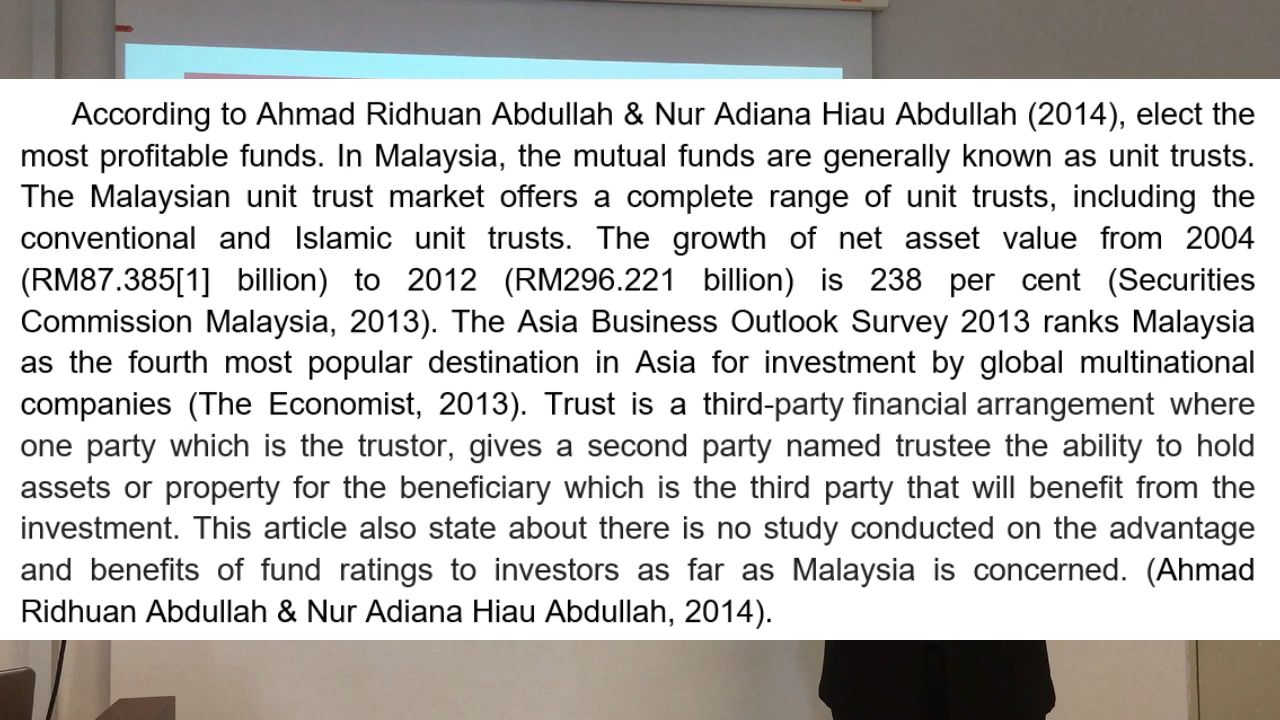 According to Ahmad Ridhuan Abdullah & Nur Adiana Hiau Abdullah (2014), elect the
most profitable funds. In Malaysia, the mutual funds are generally known as unit trusts.
The Malaysian unit trust market offers a complete range of unit trusts, including the
conventional and Islamic unit trusts. The growth of net asset value from 2004
(RM87.385[1] billion) to 2012 (RM296.221 billion) is 238 per cent (Securities
Commission Malaysia, 2013). The Asia Business Outlook Survey 2013 ranks Malaysia
as the fourth most popular destination in Asia for investment by global multinational
companies (The Economist, 2013). Trust is a third-party financial arrangement where
one party which is the trustor, gives a second party named trustee the ability to hold
assets or property for the beneficiary which is the third party that will benefit from the
investment. This article also state about there is no study conducted on the advantage
and benefits of fund ratings to investors as far as Malaysia is concerned. (Ahmad
Ridhuan Abdullah & Nur Adiana Hiau Abdullah, 2014).